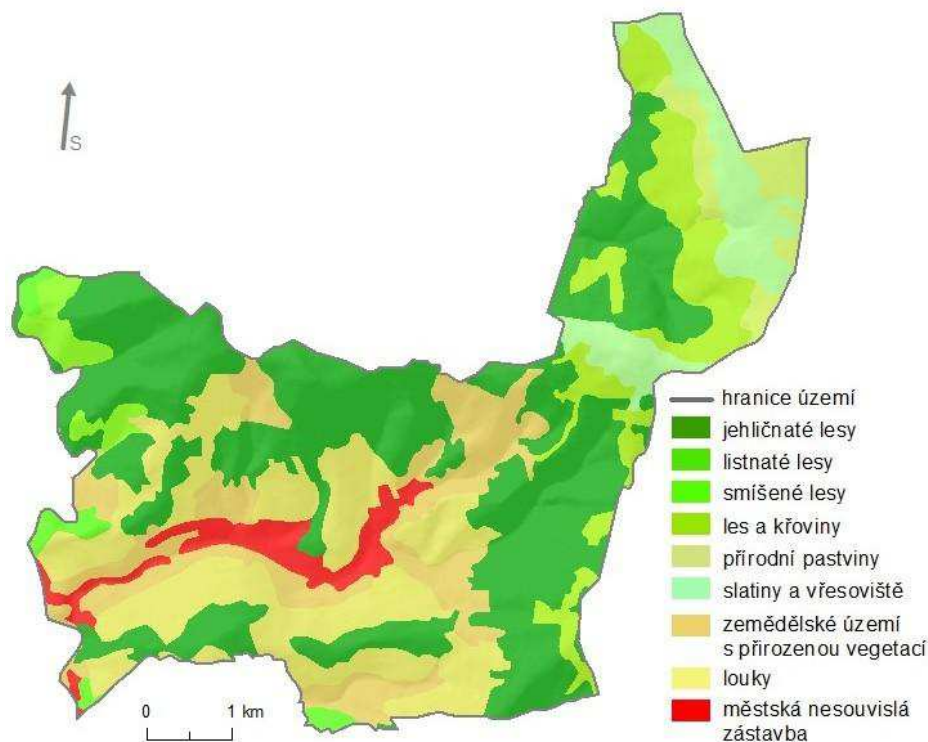 S
hranice území
jehličnaté lesy
listnaté lesy
smíšené lesy
les a křoviny
přírodní pastviny
slatiny a vřesoviště
zemědělské území
s přirozenou vegetací
louky
městská nesouvislá
zástavba
0 1 km